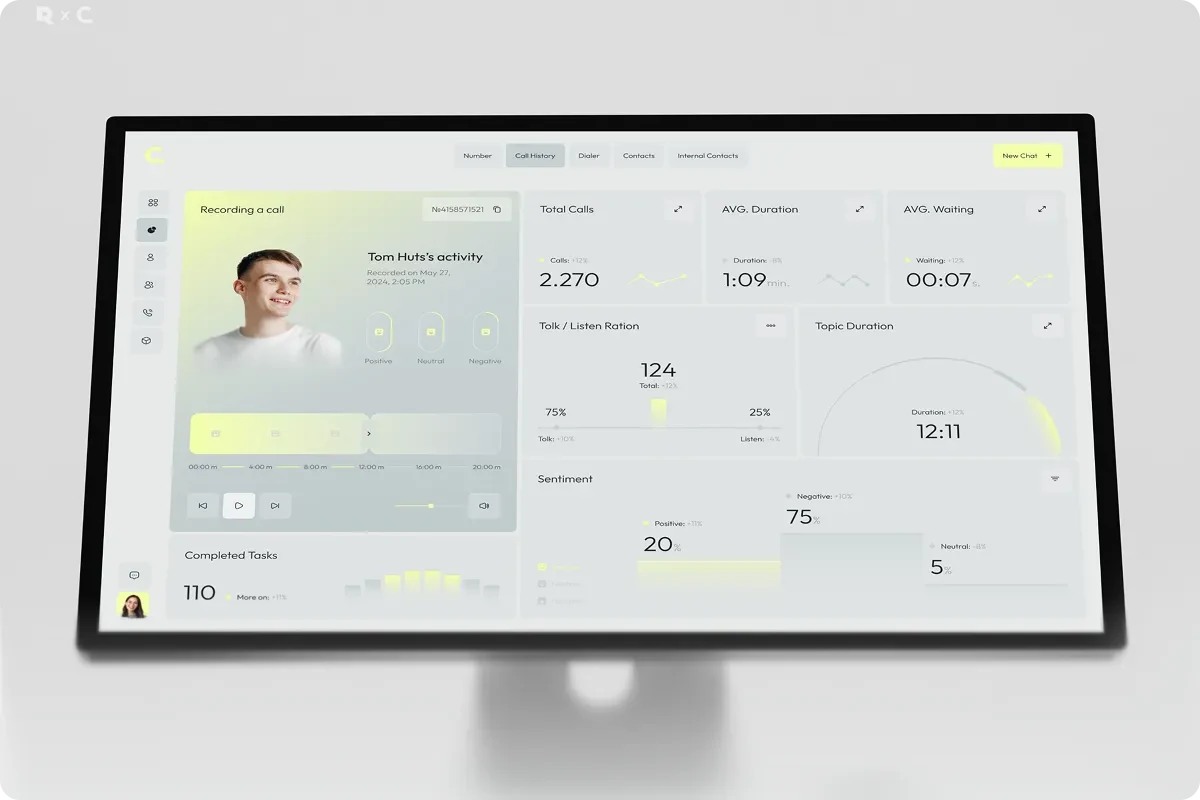 R × C
C
Number
Call History
Dialer
Contacts
Internal Contacts
New Chat +
Recording a call
№4158571521
Tom Huts's activity
Recorded on May 27,
2024, 2:05 PM
Positive
Neutral
Negative
00:00 m
4:00 m
8:00 m
12:00 m
16:00 m
20:00 m
Completed Tasks
110
More on: +11%
Total Calls
Calls: +12%
2.270
AVG. Duration
Duration: -8%
1:09 min.
AVG. Waiting
Waiting: +12%
00:07 s.
Tolk / Listen Ration
124
Total: +12%
75%
25%
Tolk: +10%
Listen: -4%
Topic Duration
Duration: +12%
12:11
Sentiment
Positive: +11%
20%
Negative: +10%
75%
Neutral:
5%